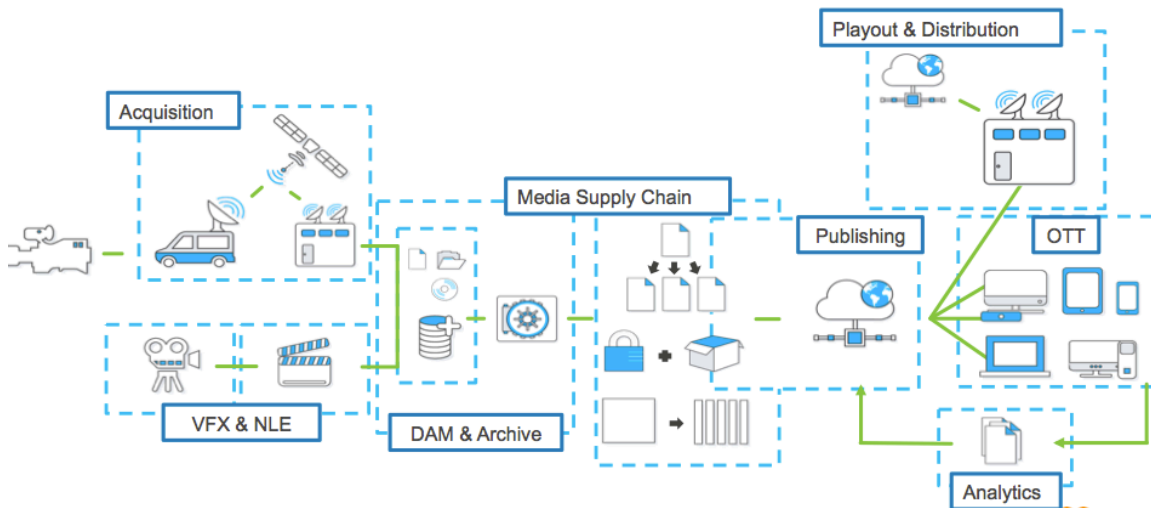 Playout & Distribution
Acquisition
Media Supply Chain
Publishing
OTT
VFX & NLE
DAM & Archive
Analytics